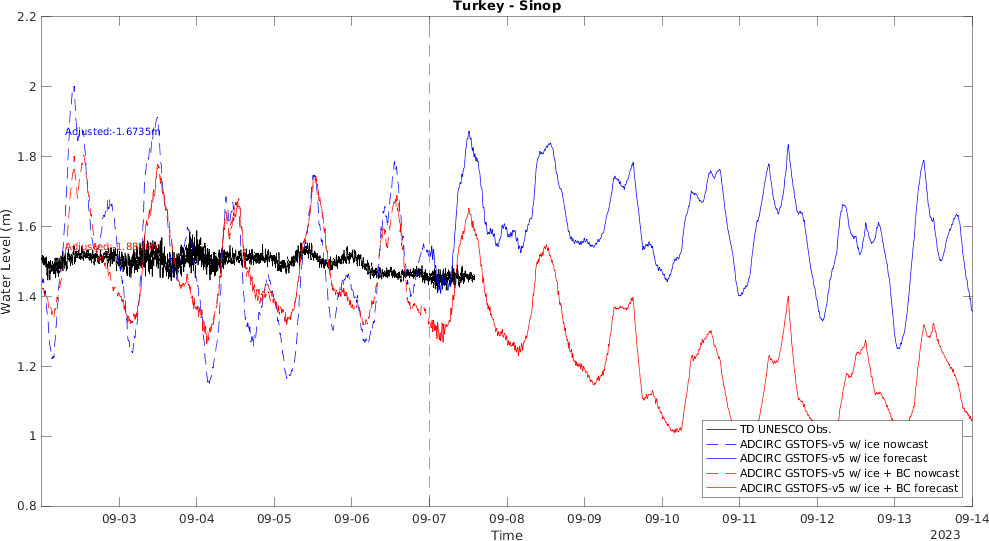 Turkey - Sinop
Water Level (m)
2.2
2
1.8
1.6
1.4
1.2
1
0.8
Adjusted:-1.6735m
TD UNESCO Obs.
ADCIRC GSTOFS-v5 w/ ice nowcast
ADCIRC GSTOFS-v5 w/ ice forecast
ADCIRC GSTOFS-v5 w/ ice + BC nowcast
ADCIRC GSTOFS-v5 w/ ice + BC forecast
09-03 09-04 09-05 09-06 09-07 09-08 09-09 09-10 09-11 09-12 09-13 09-14
Time
2023